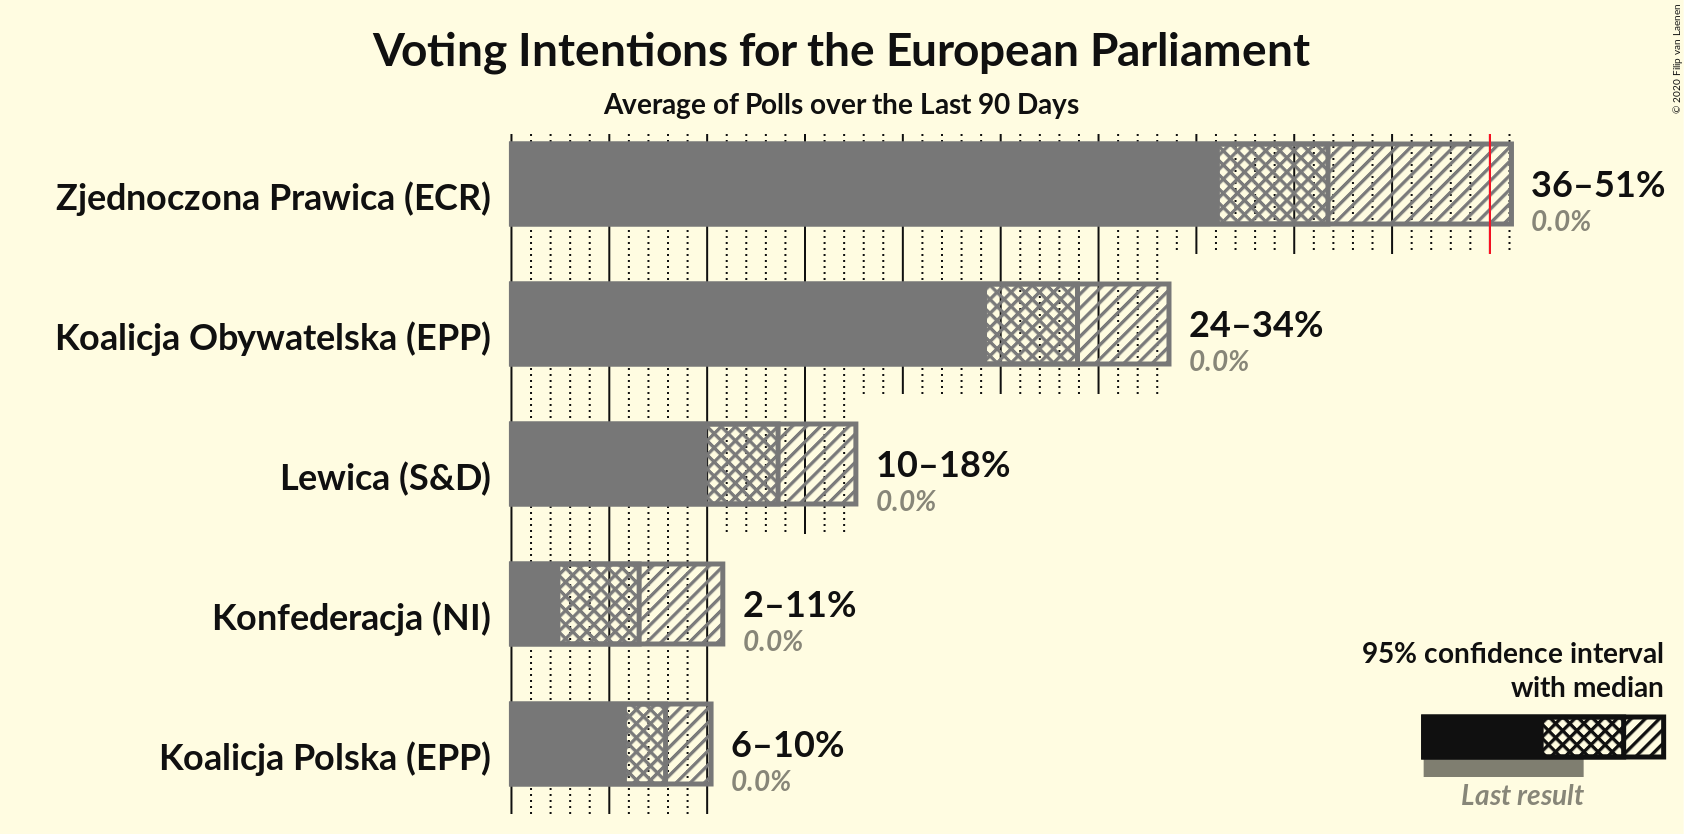 Voting Intentions for the European Parliament
Average of Polls over the Last 90 Days
© 2020 Filip van Laenen
Zjednoczona Prawica (ECR)
36–51%
0.0%
Koalicja Obywatelska (EPP)
24–34%
0.0%
Lewica (S&D)
10–18%
0.0%
Konfederacja (NI)
2–11%
0.0%
Koalicja Polska (EPP)
6–10%
0.0%
95% confidence interval
with median
Last result